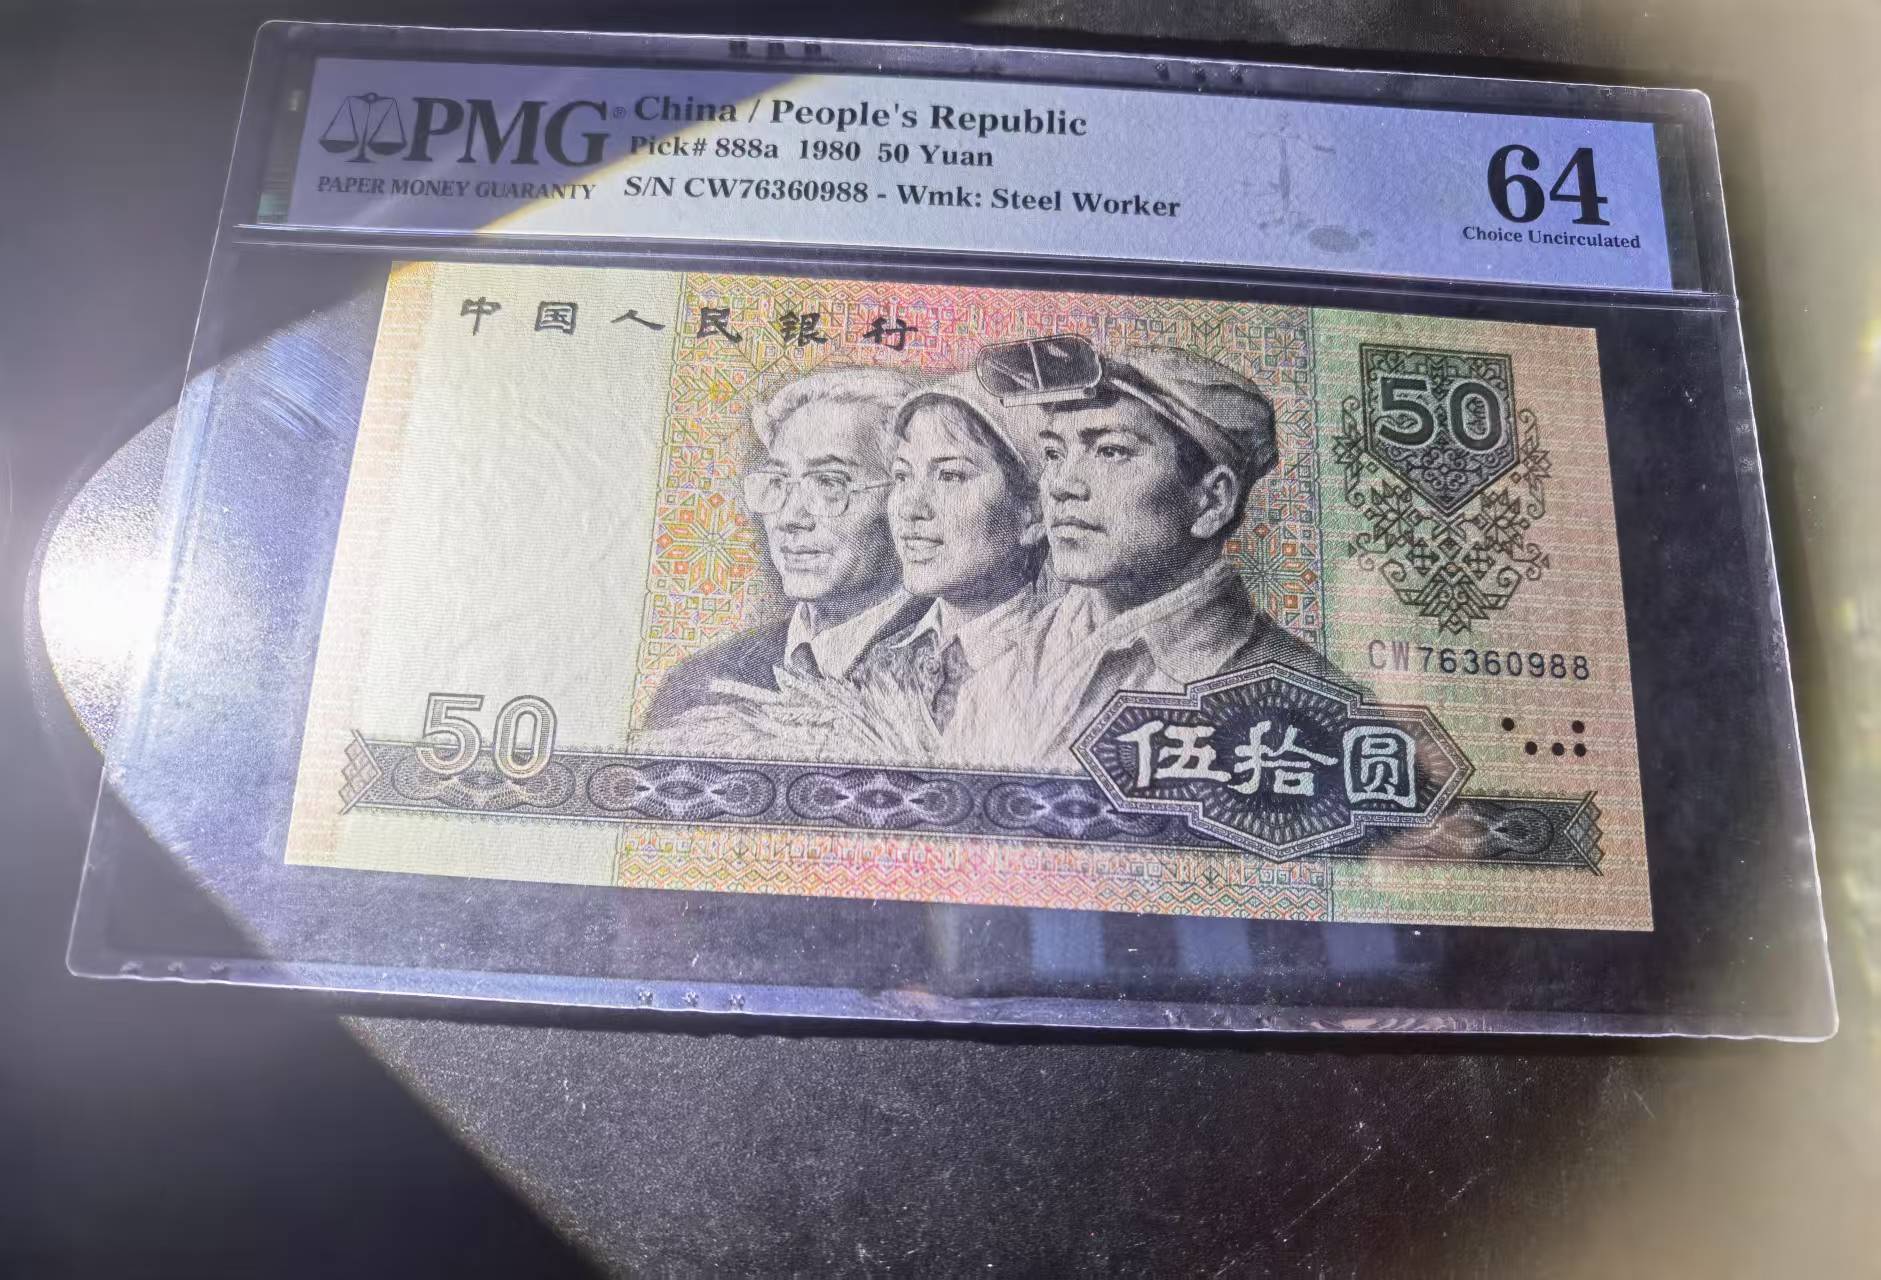 PMG® China / People's Republic
Pick# 888a 1980 50 Yuan
PAPER MONEY GUARANTY S/N CW76360988 - Wmk: Steel Worker
64
Choice Uncirculated
中国人民银行
50
CW76360988
50
伍拾圆